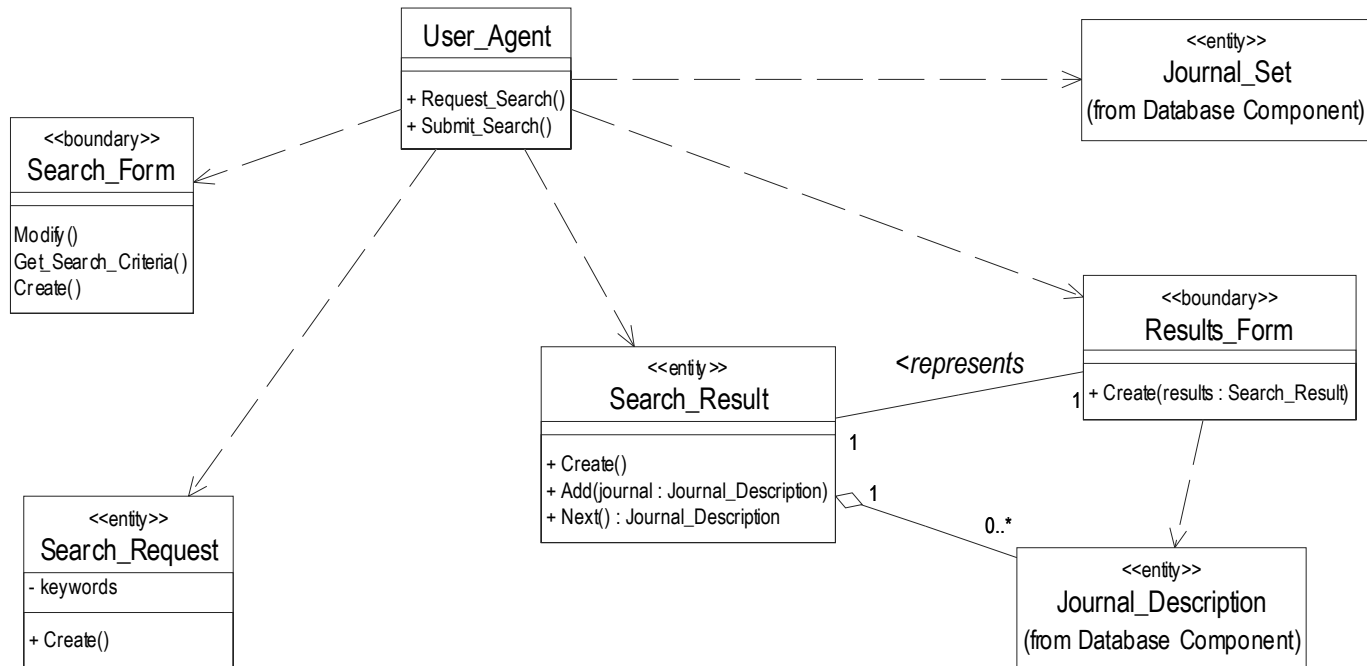 User_Agent
+ Request_Search()
+ Submit_Search()
<<entity>>
Journal_Set
(from Database Component)
<<boundary>>
Search_Form
Modify()
Get_Search_Criteria()
Create()
<<boundary>>
Results_Form
+ Create(results : Search_Result)
<represents
1
1
<<entity>>
Search_Result
+ Create()
+ Add(journal : Journal_Description)
+ Next() : Journal_Description
1
0..*
<<entity>>
Search_Request
- keywords
+ Create()
<<entity>>
Journal_Description
(from Database Component)